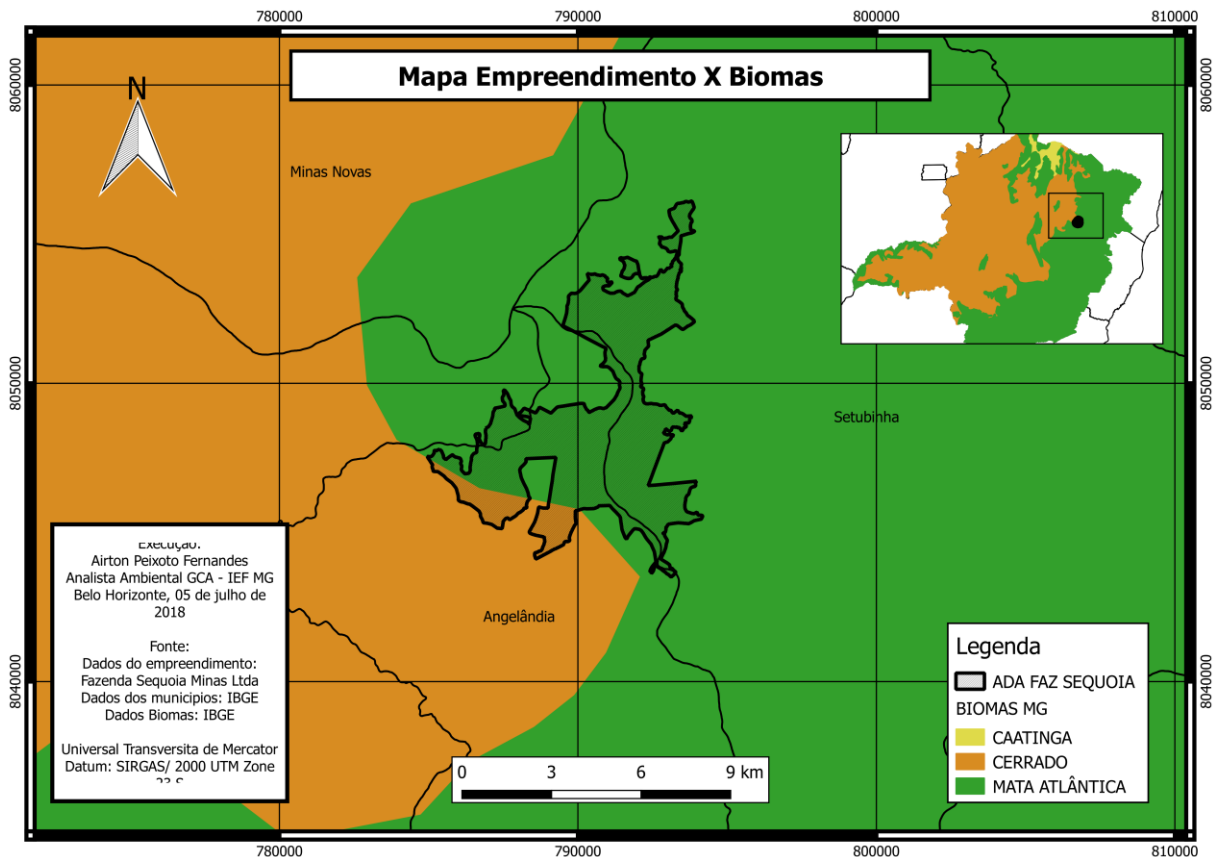 780000 790000 800000 810000
Mapa Empreendimento X Biomas
N
8060000 8060000
Minas Novas
8050000 8050000
Setubinha
Execução:
Airton Peixoto Fernandes
Analista Ambiental GCA - IEF MG
Belo Horizonte, 05 de julho de
2018
Fonte:
Dados do empreendimento:
Fazenda Sequoia Minas Ltda
Dados dos municipios: IBGE
Dados Biomas: IBGE
Universal Transversita de Mercator
Datum: SIRGAS/ 2000 UTM Zone
23 S
Angelândia
Legenda
ADA FAZ SEQUOIA
BIOMAS MG
CAATINGA
CERRADO
MATA ATLÂNTICA
8040000 8040000
0 3 6 9 km
780000 790000 800000 810000